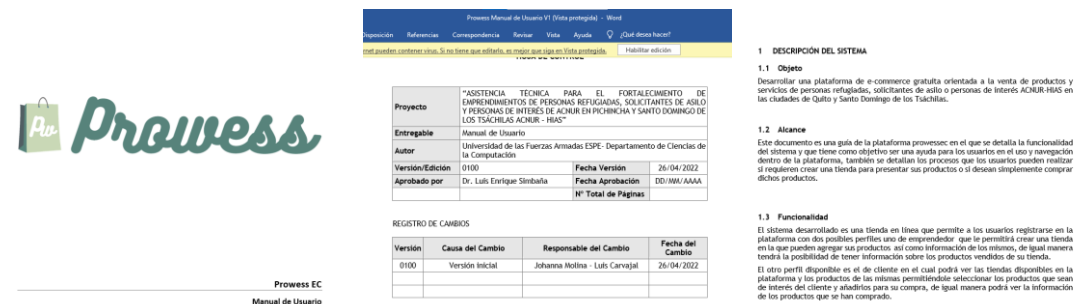 Pw Prowess
Prowess EC
Manual de Usuario
Prowess Manual de Usuario V1 (Vista protegida) - Word
Disposición Referencias Correspondencia Revisar Vista Ayuda ¿Qué desea hacer?
rnet pueden contener virus. Si no tiene que editarlo, es mejor que siga en Vista protegida. Habilitar edición
HOJA DE CONTROL
Proyecto
"ASISTENCIA TÉCNICA PARA EL FORTALECIMIENTO DE
EMPRENDIMIENTOS DE PERSONAS REFUGIADAS, SOLICITANTES DE ASILO
Y PERSONAS DE INTERÉS DE ACNUR EN PICHINCHA Y SANTO DOMINGO DE
LOS TSÁCHILAS ACNUR - HIAS"
Entregable Manual de Usuario
Autor Universidad de las Fuerzas Armadas ESPE- Departamento de Ciencias de
la Computación
Versión/Edición 0100 Fecha Versión 26/04/2022
Aprobado por Dr. Luis Enrique Simbaña Fecha Aprobación DD/MM/AAAA
Nº Total de Páginas
REGISTRO DE CAMBIOS
Versión Causa del Cambio Responsable del Cambio Fecha del
Cambio
0100 Versión inicial Johanna Molina - Luis Carvajal 26/04/2022
1 DESCRIPCIÓN DEL SISTEMA
1.1 Objeto
Desarrollar una plataforma de e-commerce gratuita orientada a la venta de productos y
servicios de personas refugiadas, solicitantes de asilo o personas de interés ACNUR-HIAS en
las ciudades de Quito y Santo Domingo de los Tsáchilas.
1.2 Alcance
Este documento es una guía de la plataforma prowessec en el que se detalla la funcionalidad
del sistema y que tiene como objetivo ser una ayuda para los usuarios en el uso y navegación
dentro de la plataforma, también se detallan los procesos que los usuarios pueden realizar
si requieren crear una tienda para presentar sus productos o si desean simplemente comprar
dichos productos.
1.3 Funcionalidad
El sistema desarrollado es una tienda en línea que permite a los usuarios registrarse en la
plataforma con dos posibles perfiles uno de emprendedor que le permitirá crear una tienda
en la que pueden agregar sus productos así como información de los mismos, de igual manera
tendrá la posibilidad de tener información sobre los productos vendidos de su tienda.
El otro perfil disponible es el de cliente en el cual podrá ver las tiendas disponibles en la
plataforma y los productos de las mismas permitiéndole seleccionar los productos que sean
de interés del cliente y añadirlos para su compra, de igual manera podrá ver la información
de los productos que se han comprado.